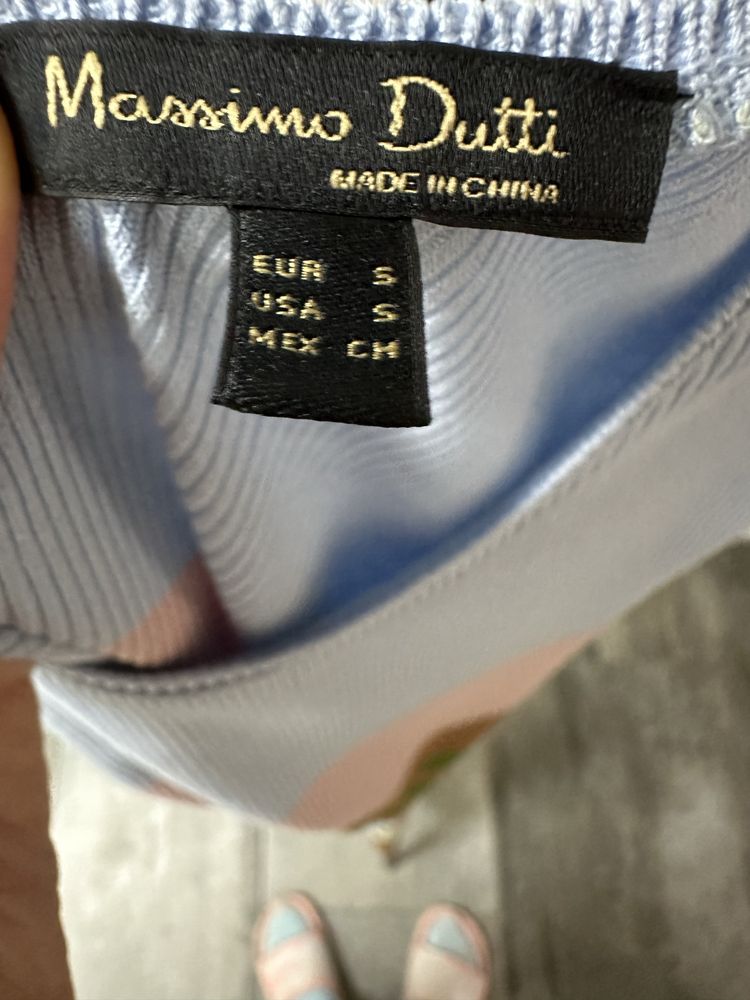 Massimo Dutti
MADE IN CHINA
EUR S
USA S
MEX CH